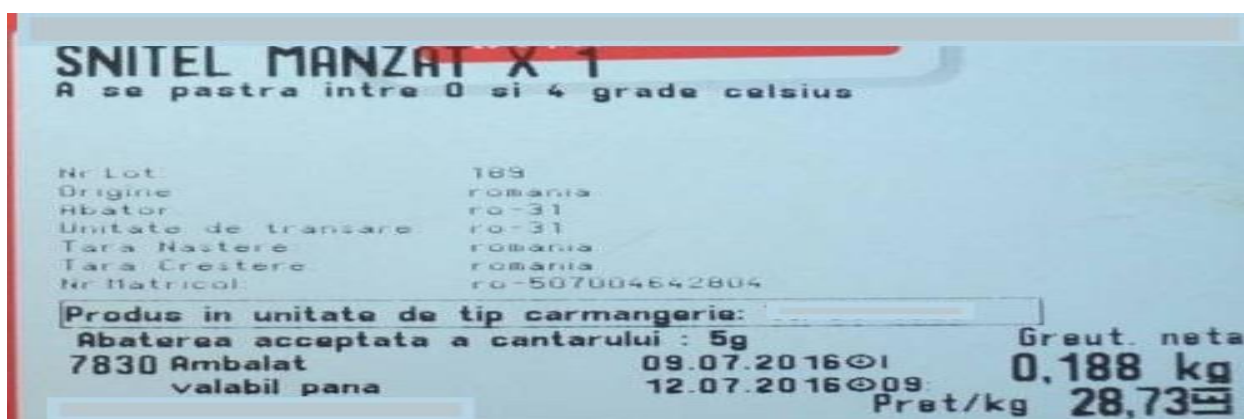 SNITEL MANZAT X 1
A se pastra intre 0 si 4 grade celsius
Nr Lot: 189
Origine romania
Abator ro-31
Unitate de transare ro-31
Tara Nastere romania
Tara Crestere romania
Nr Matricol ro-507004642804
Produs in unitate de tip carmangerie:
Abaterea acceptata a cantarului : 5g
Greut. neta
7830 Ambalat 09.07.2016
0,188 kg
valabil pana 12.07.2016 09:
Pret/kg 28,73 LEI